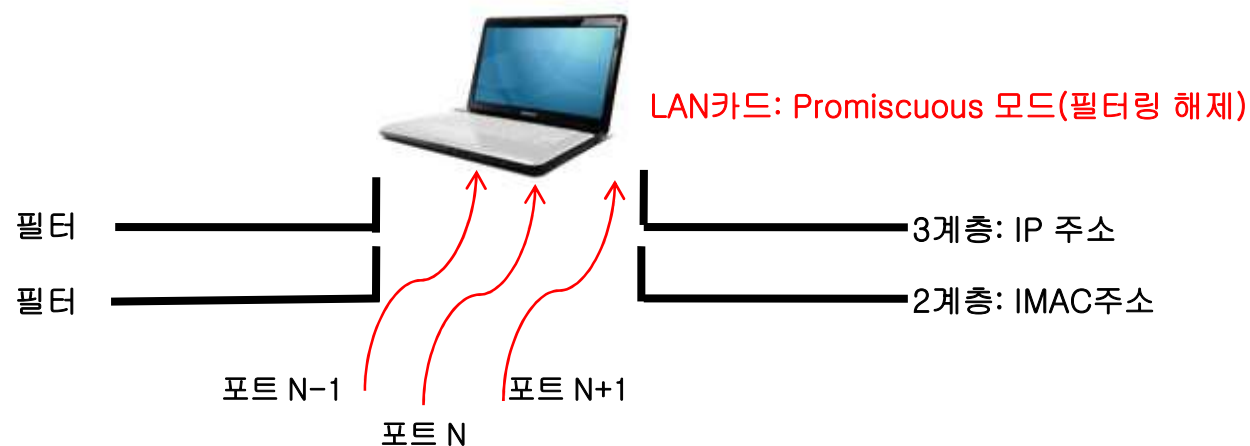 LAN카드: Promiscuous 모드(필터링 해제)
필터
3계층: IP 주소
필터
2계층: IMAC주소
포트 N-1
포트 N+1
포트 N